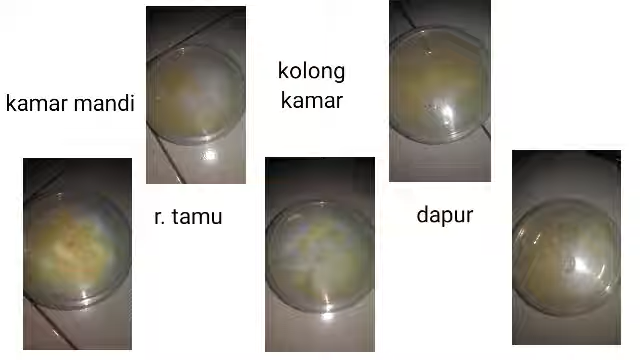 kolong
kamar
kamar mandi
r. tamu
dapur